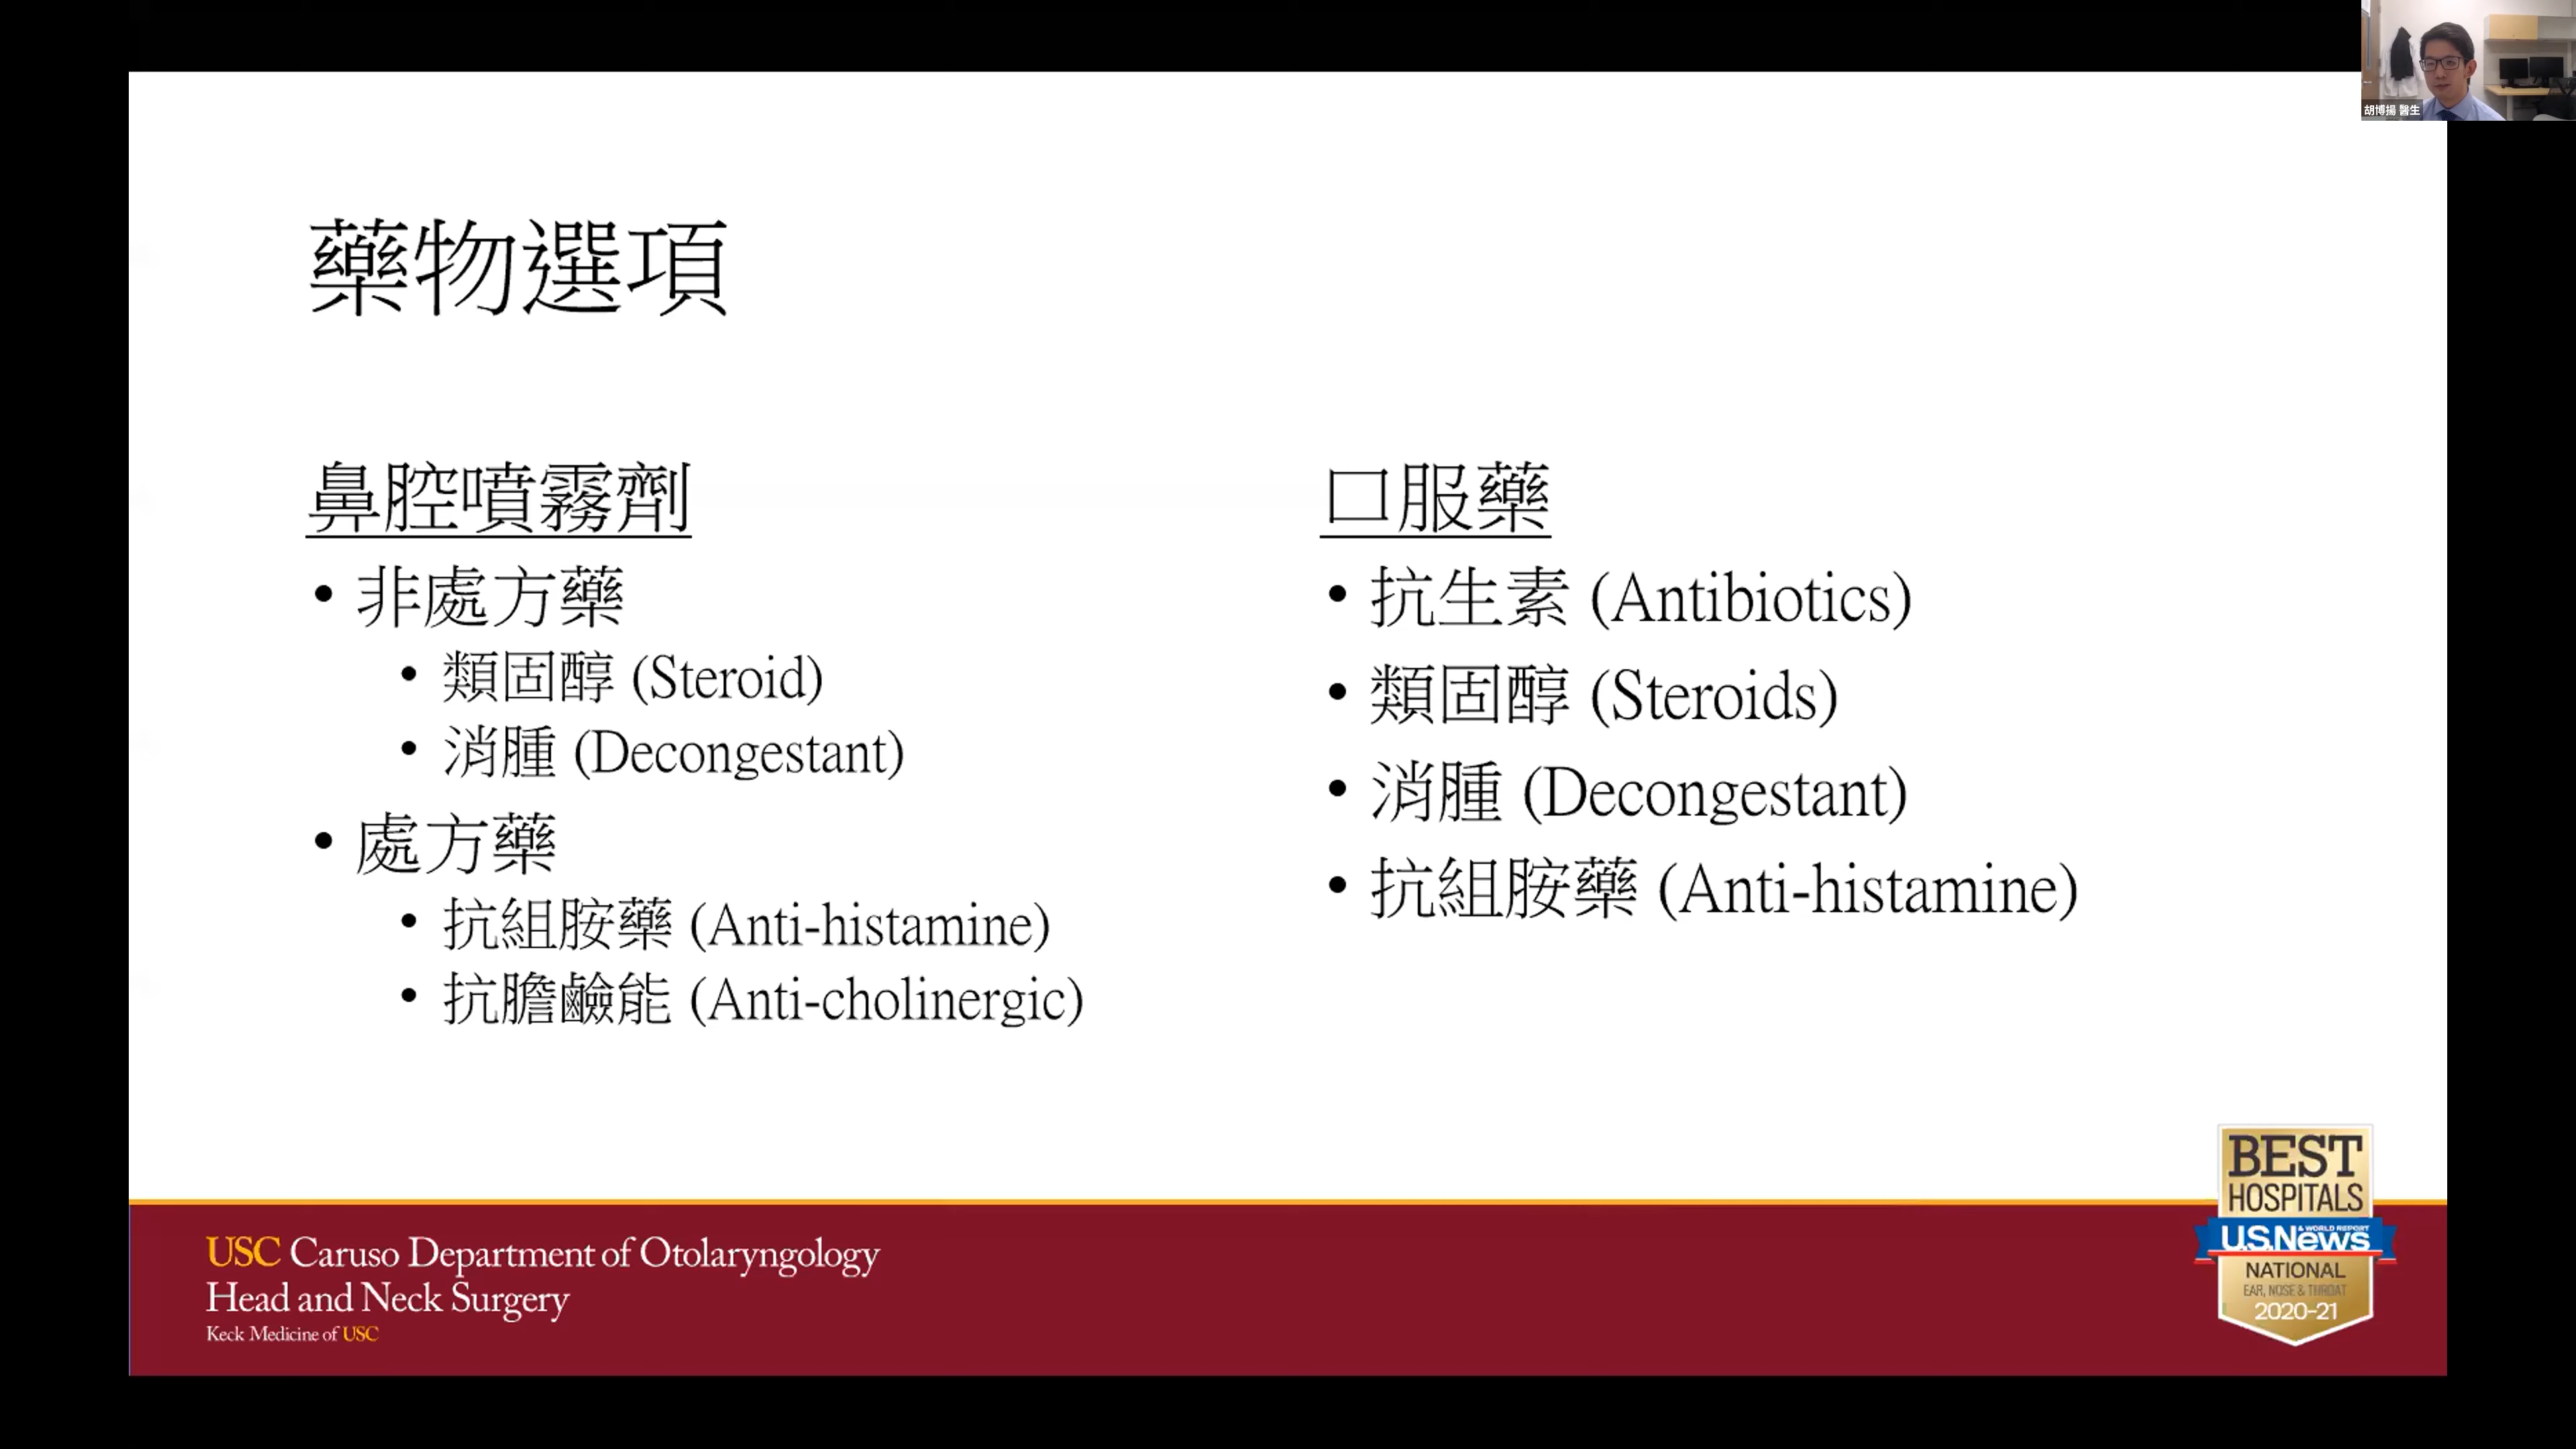 胡博揚 醫生
藥物選項
鼻腔噴霧劑
• 非處方藥
• 類固醇 (Steroid)
• 消腫 (Decongestant)
• 處方藥
• 抗組胺藥 (Anti-histamine)
• 抗膽鹼能 (Anti-cholinergic)
口服藥
• 抗生素 (Antibiotics)
• 類固醇 (Steroids)
• 消腫 (Decongestant)
• 抗組胺藥 (Anti-histamine)
USC Caruso Department of Otolaryngology
Head and Neck Surgery
Keck Medicine of USC
BEST
HOSPITALS
U.S.News
& WORLD REPORT
NATIONAL
EAR, NOSE & THROAT
2020-21